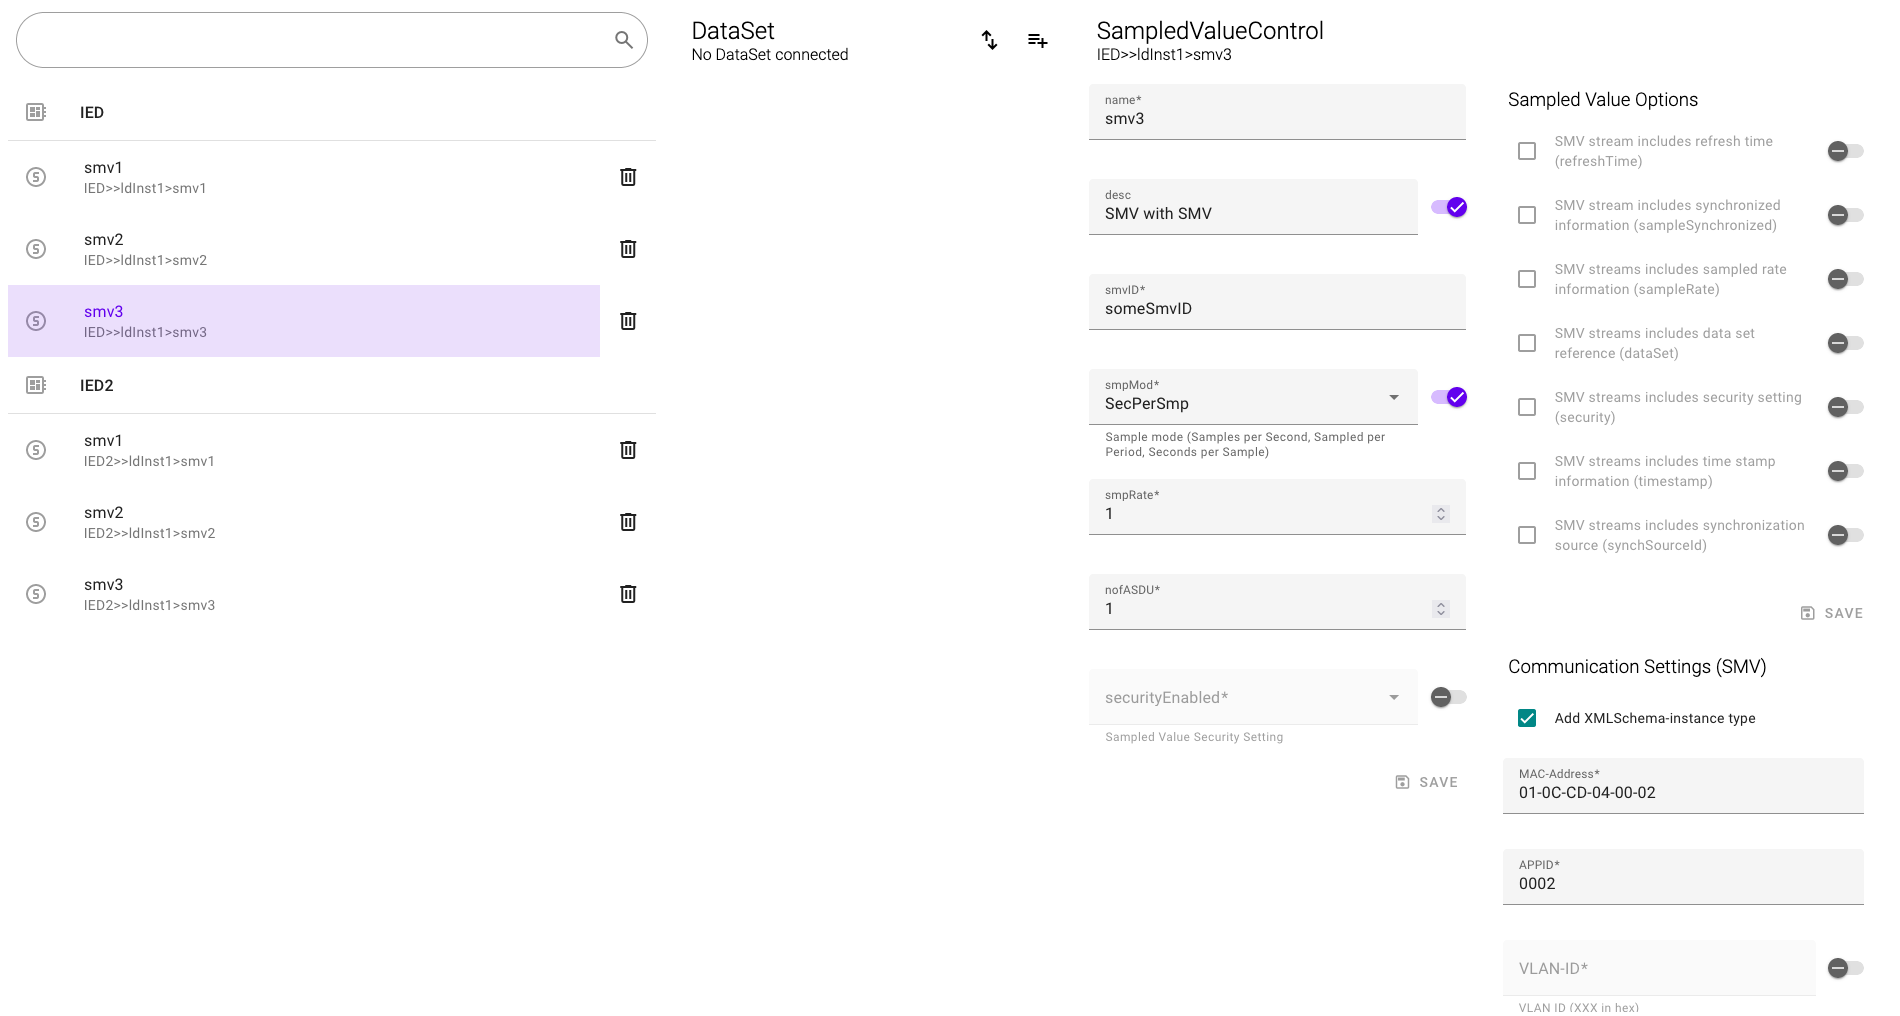 IED
smv1
IED>>ldInst1>smv1
smv2
IED>>ldInst1>smv2
smv3
IED>>ldInst1>smv3
IED2
smv1
IED2>>ldInst1>smv1
smv2
IED2>>ldInst1>smv2
smv3
IED2>>ldInst1>smv3
DataSet
No DataSet connected
SampledValueControl
IED>>ldInst1>smv3
name*
smv3
desc
SMV with SMV
smvID*
someSmvID
smpMod*
SecPerSmp
Sample mode (Samples per Second, Sampled per
Period, Seconds per Sample)
smpRate*
1
nofASDU*
1
securityEnabled*
Sampled Value Security Setting
SAVE
Sampled Value Options
SMV stream includes refresh time
(refreshTime)
SMV stream includes synchronized
information (sampleSynchronized)
SMV streams includes sampled rate
information (sampleRate)
SMV streams includes data set
reference (dataSet)
SMV streams includes security setting
(security)
SMV streams includes time stamp
information (timestamp)
SMV streams includes synchronization
source (synchSourceId)
SAVE
Communication Settings (SMV)
Add XMLSchema-instance type
MAC-Address*
01-0C-CD-04-00-02
APPID*
0002
VLAN-ID*
VLAN ID (XXX in hex)